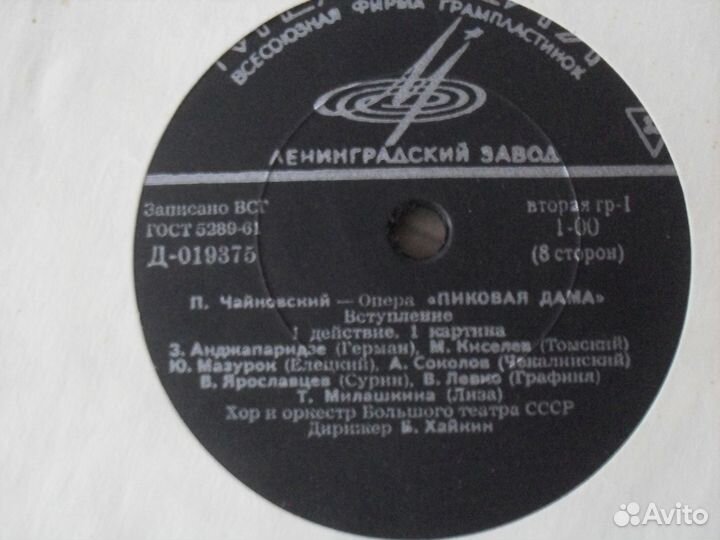 ВСЕСОЮЗНАЯ ФИРМА ГРАМПЛАСТИНОК
ЛЕНИНГРАДСКИЙ ЗАВОД
Записано ВСГ
ГОСТ 5289-61
Д-019375
вторая гр-I
1-00
(8 сторон)
П. Чайковский — Опера «ПИКОВАЯ ДАМА»
Вступление
1 действие, 1 картина
З. Анджапаридзе (Герман), М. Киселев (Томский)
Ю. Мазурок (Елецкий), А. Соколов (Чекалинский)
В. Ярославцев (Сурин), В. Левко (Графиня)
Т. Милашкина (Лиза)
Хор и оркестр Большого театра СССР
Дирижер Б. Хайкин
Avito